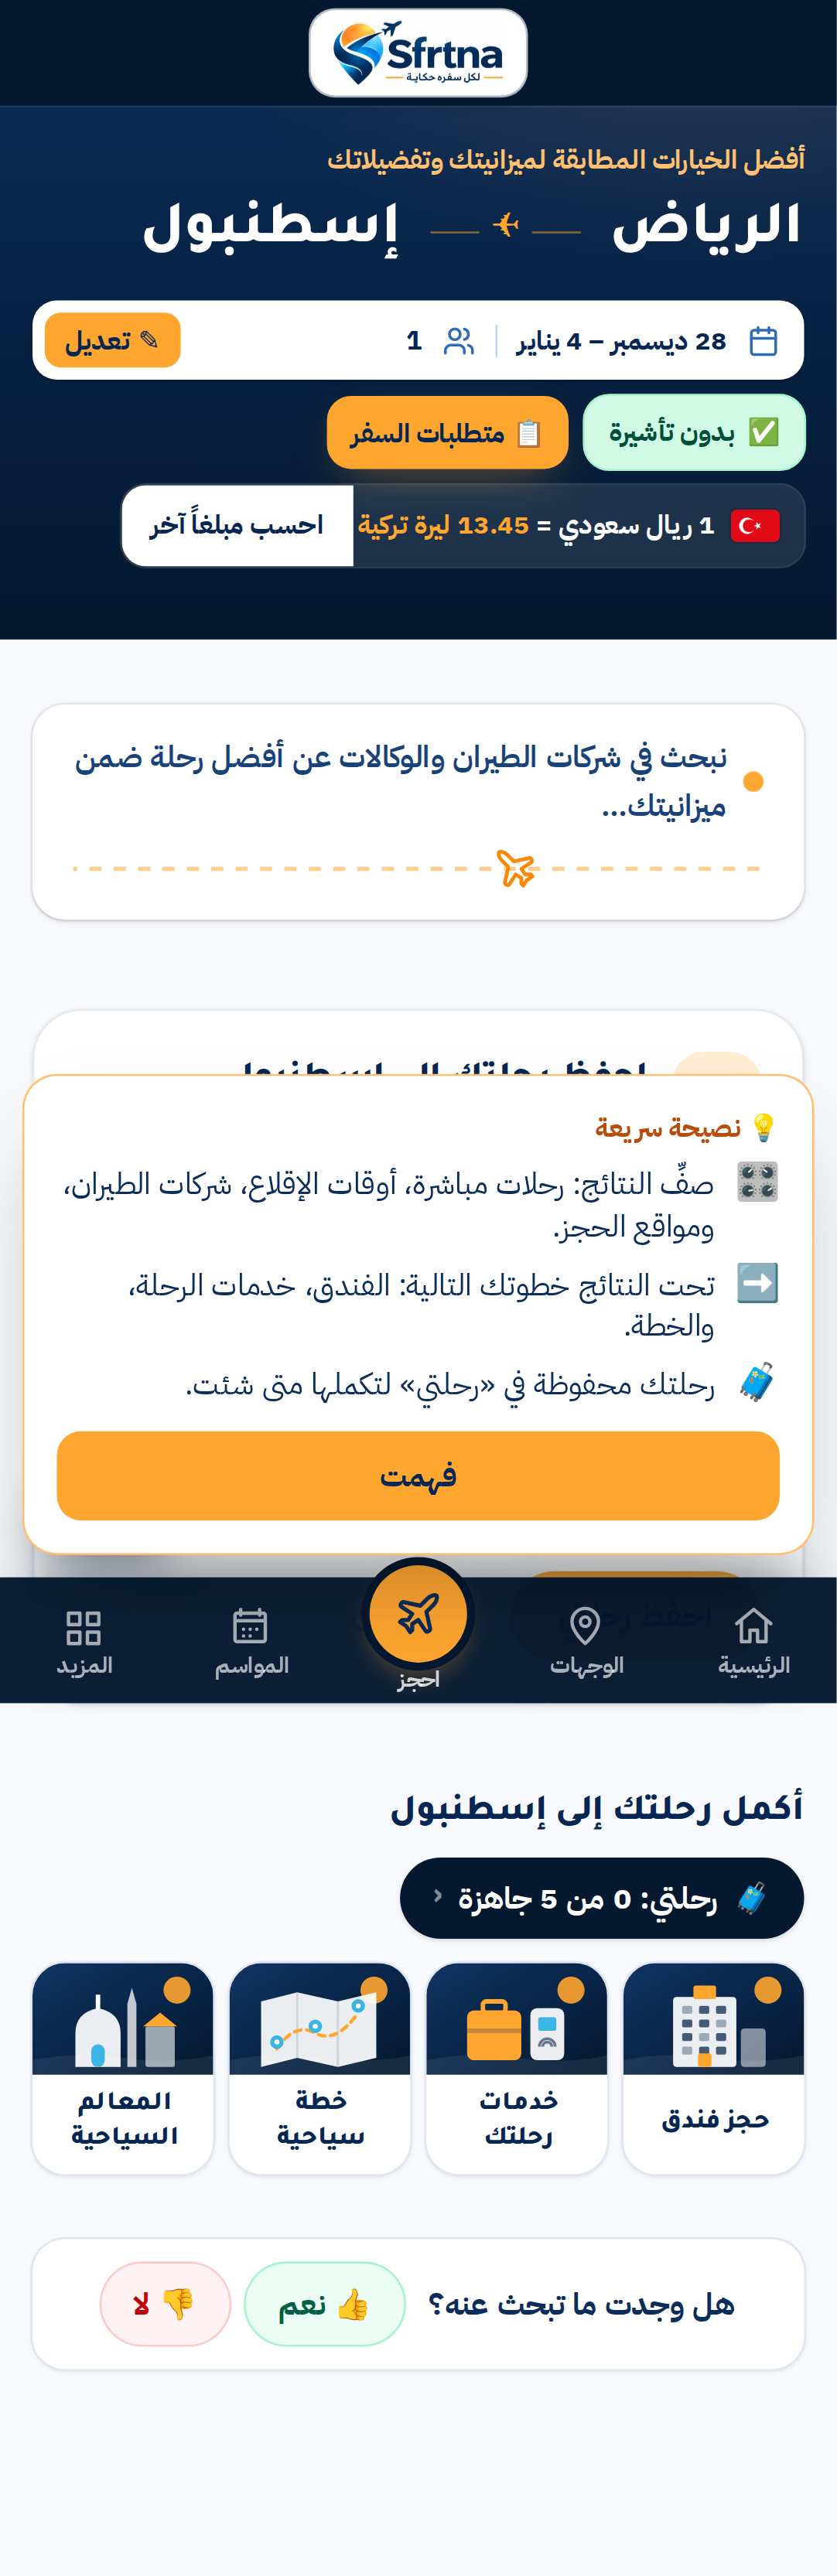 Sfrtna
لكل سفره حكاية
أفضل الخيارات المطابقة لميزانيتك وتفضيلاتك
الرياض ✈ إسطنبول
28 ديسمبر – 4 يناير
1
✎ تعديل
✅ بدون تأشيرة
📋 متطلبات السفر
1 ريال سعودي = 13.45 ليرة تركية
احسب مبلغاً آخر
نبحث في شركات الطيران والوكالات عن أفضل رحلة ضمن
ميزانيتك...
💡 نصيحة سريعة
🎛️ صفِّ النتائج: رحلات مباشرة، أوقات الإقلاع، شركات الطيران،
ومواقع الحجز.
➡️ تحت النتائج خطوتك التالية: الفندق، خدمات الرحلة،
والخطة.
🧳 رحلتك محفوظة في «رحلتي» لتكملها متى شئت.
فهمت
الرئيسية
الوجهات
احجز
المواسم
المزيد
أكمل رحلتك إلى إسطنبول
🧳 رحلتي: 0 من 5 جاهزة ›
حجز فندق
خدمات
رحلتك
خطة
سياحية
المعالم
السياحية
هل وجدت ما تبحث عنه؟
👍 نعم
👎 لا